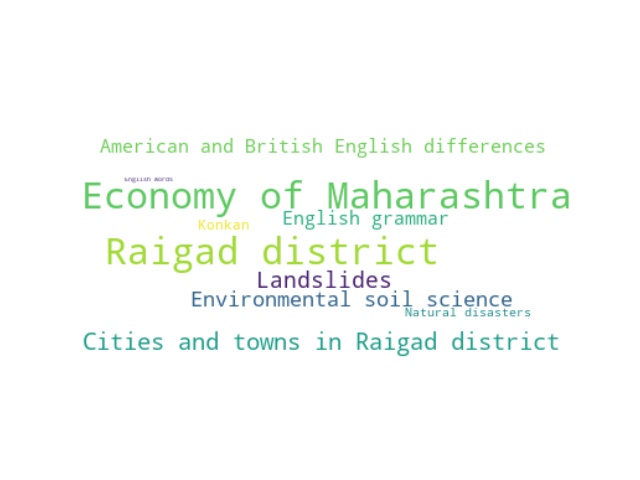 American and British English differences
English words
Economy of Maharashtra
English grammar
Konkan
Raigad district
Landslides
Environmental soil science
Natural disasters
Cities and towns in Raigad district